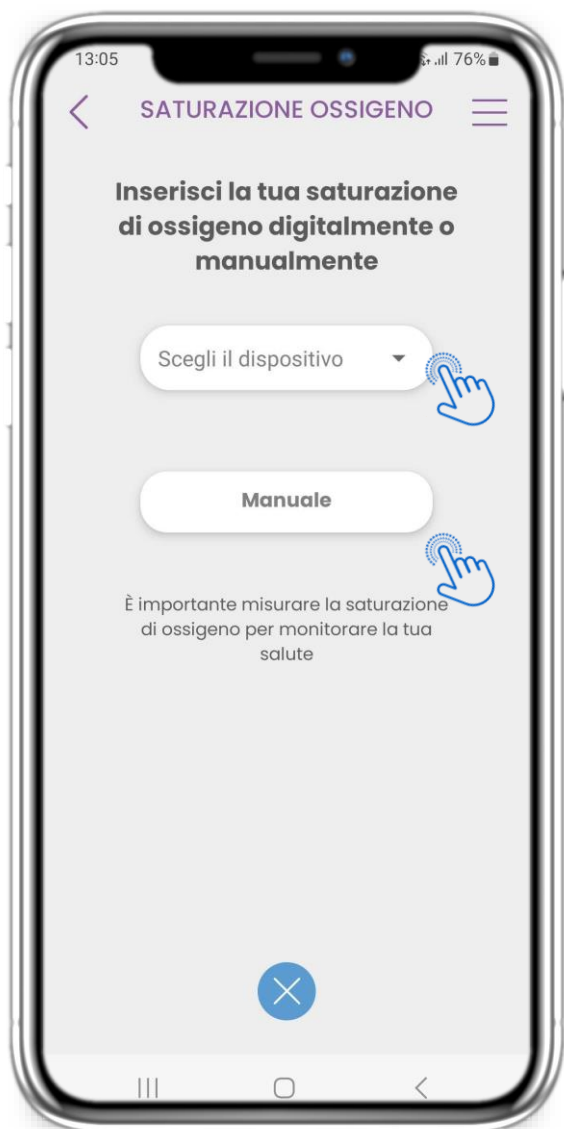 13:05 76%
SATURAZIONE OSSIGENO
Inserisci la tua saturazione
di ossigeno digitalmente o
manualmente
Scegli il dispositivo
Manuale
È importante misurare la saturazione
di ossigeno per monitorare la tua
salute